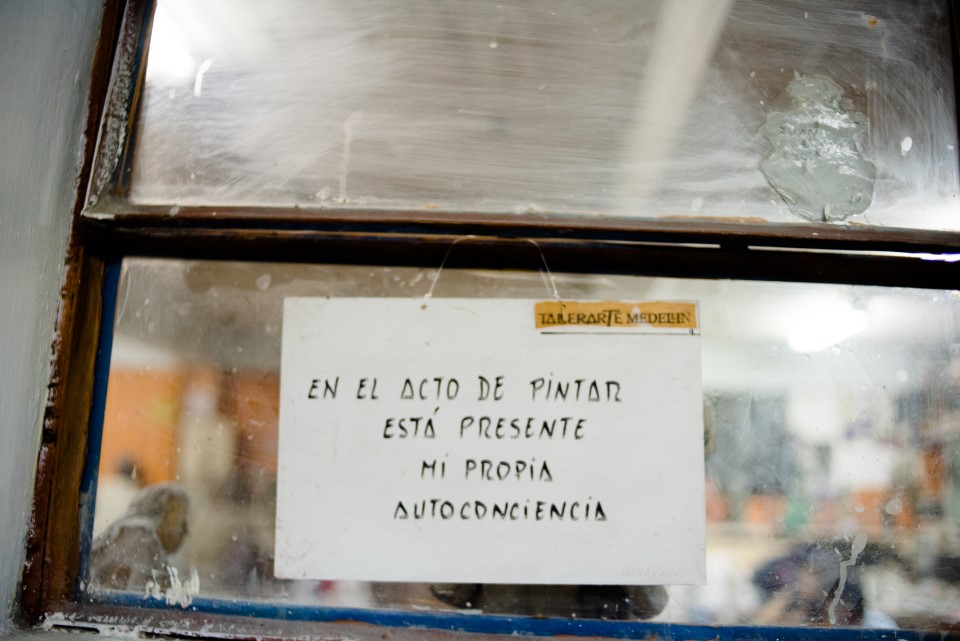 TALLERARTE MEDELLIN
EN EL ACTO DE PINTAR
ESTÁ PRESENTE
MI PROPIA
AUTOCONCIENCIA